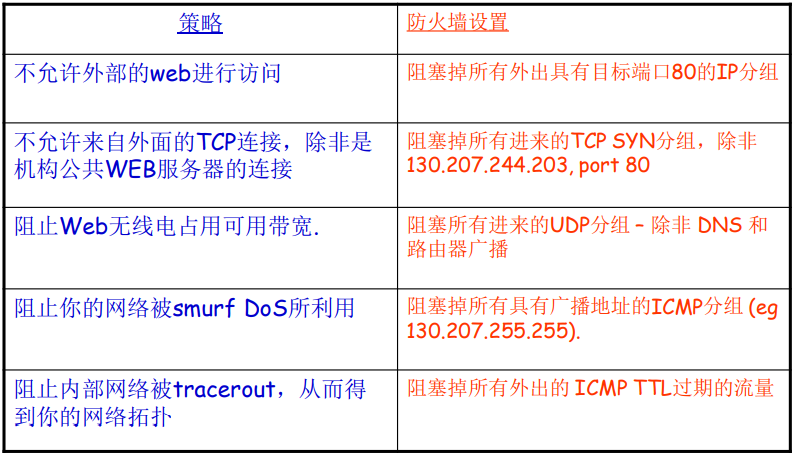 策略
防火墙设置
不允许外部的web进行访问
阻塞掉所有外出具有目标端口80的IP分组
不允许来自外面的TCP连接，除非是
机构公共WEB服务器的连接
阻塞掉所有进来的TCP SYN分组，除非
130.207.244.203, port 80
阻止Web无线电占用可用带宽.
阻塞所有进来的UDP分组 – 除非 DNS 和
路由器广播
阻止你的网络被smurf DoS所利用
阻塞掉所有具有广播地址的ICMP分组 (eg
130.207.255.255).
阻止内部网络被tracerout，从而得
到你的网络拓扑
阻塞掉所有外出的 ICMP TTL过期的流量